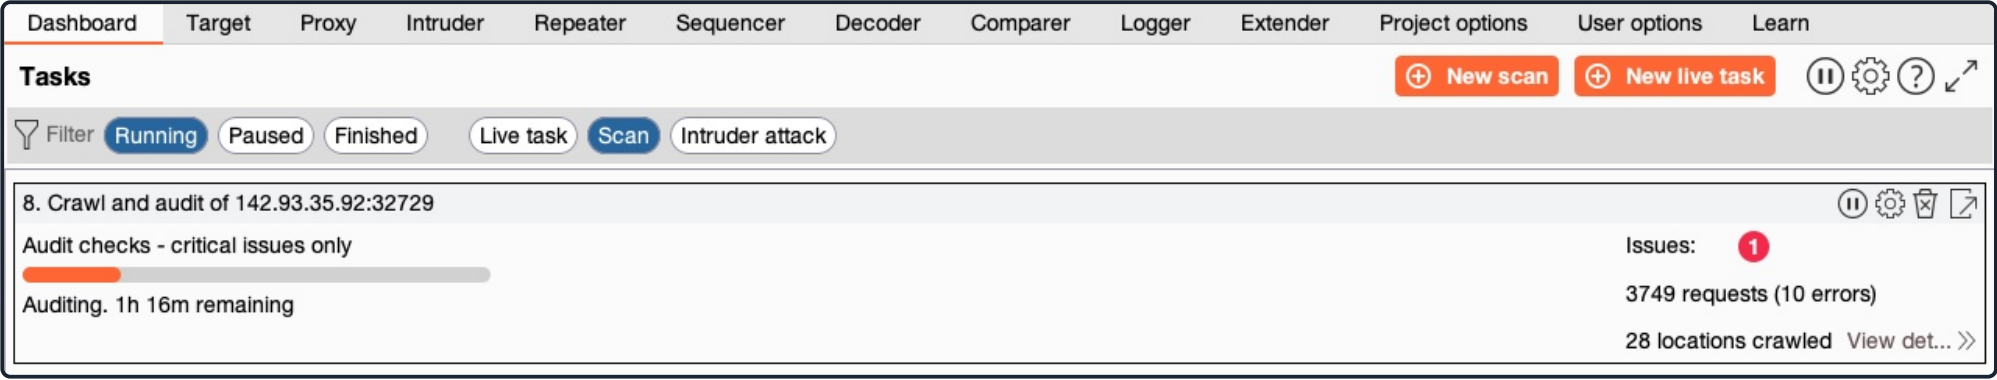 Dashboard Target Proxy Intruder Repeater Sequencer Decoder Comparer Logger Extender Project options User options Learn
Tasks New scan New live task
Filter Running Paused Finished Live task Scan Intruder attack
8. Crawl and audit of 142.93.35.92:32729
Audit checks - critical issues only Issues: 1
3749 requests (10 errors)
Auditing. 1h 16m remaining
28 locations crawled View det...